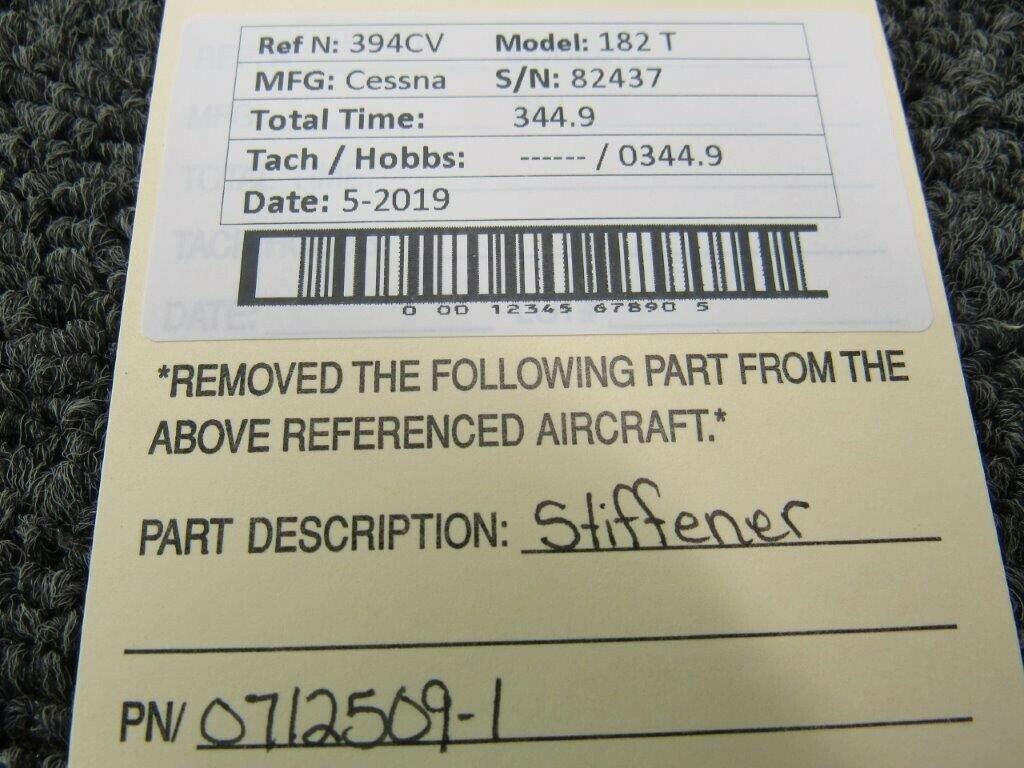 Ref N: 394CV Model: 182 T
MFG: Cessna S/N: 82437
Total Time: 344.9
Tach / Hobbs: ------ / 0344.9
Date: 5-2019
0 00 12345 67890 5
*REMOVED THE FOLLOWING PART FROM THE
ABOVE REFERENCED AIRCRAFT.*
PART DESCRIPTION: Stiffener
PN/ 0712509-1